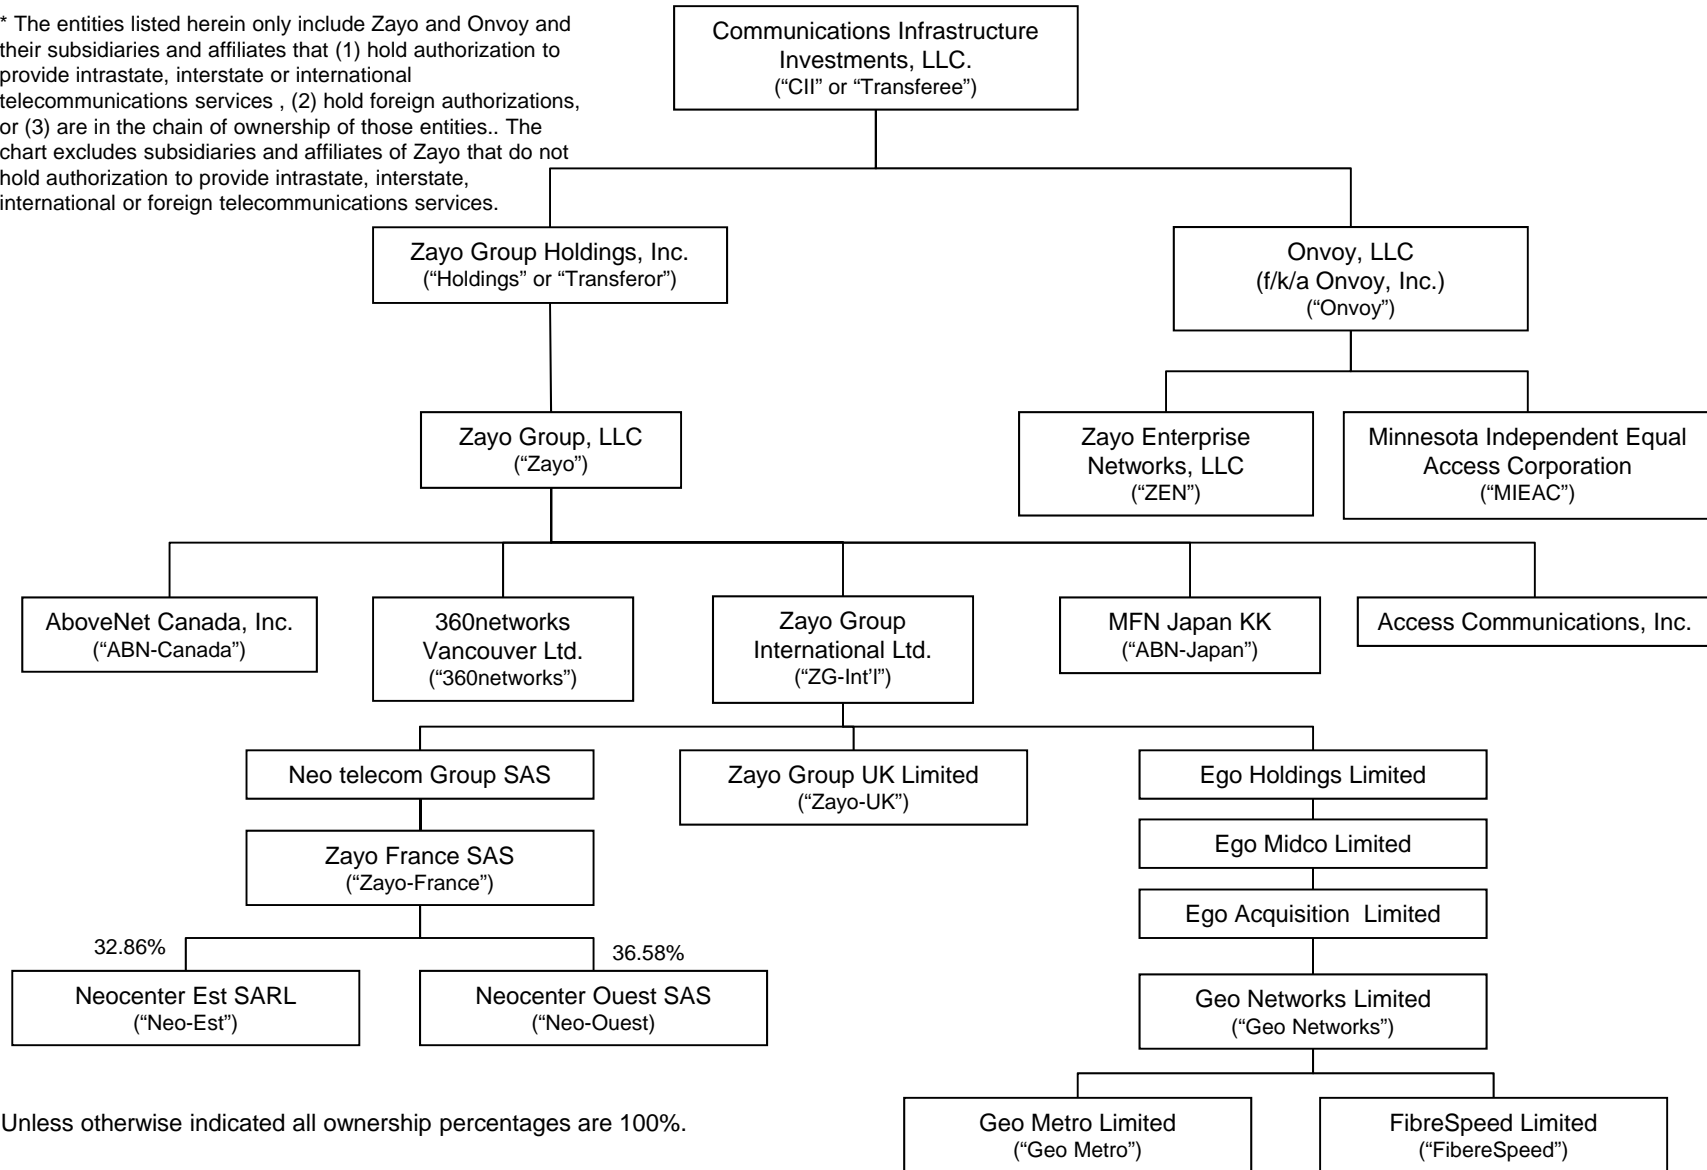 * The entities listed herein only include Zayo and Onvoy and
their subsidiaries and affiliates that (1) hold authorization to
provide intrastate, interstate or international
telecommunications services , (2) hold foreign authorizations,
or (3) are in the chain of ownership of those entities.. The
chart excludes subsidiaries and affiliates of Zayo that do not
hold authorization to provide intrastate, interstate,
international or foreign telecommunications services.
Communications Infrastructure
Investments, LLC.
(“CII” or “Transferee”)
Zayo Group Holdings, Inc.
(“Holdings” or “Transferor”)
Onvoy, LLC
(f/k/a Onvoy, Inc.)
(“Onvoy”)
Zayo Group, LLC
(“Zayo”)
Zayo Enterprise
Networks, LLC
(“ZEN”)
Minnesota Independent Equal
Access Corporation
(“MIEAC”)
AboveNet Canada, Inc.
(“ABN-Canada”)
360networks
Vancouver Ltd.
(“360networks”)
Zayo Group
International Ltd.
(“ZG-Int’l”)
MFN Japan KK
(“ABN-Japan”)
Access Communications, Inc.
Neo telecom Group SAS
Zayo Group UK Limited
(“Zayo-UK”)
Ego Holdings Limited
Zayo France SAS
(“Zayo-France”)
Ego Midco Limited
Ego Acquisition  Limited
32.86%
36.58%
Neocenter Est SARL
(“Neo-Est”)
Neocenter Ouest SAS
(“Neo-Ouest)
Geo Networks Limited
(“Geo Networks”)
Geo Metro Limited
(“Geo Metro”)
FibreSpeed Limited
(“FibereSpeed”)
Unless otherwise indicated all ownership percentages are 100%.